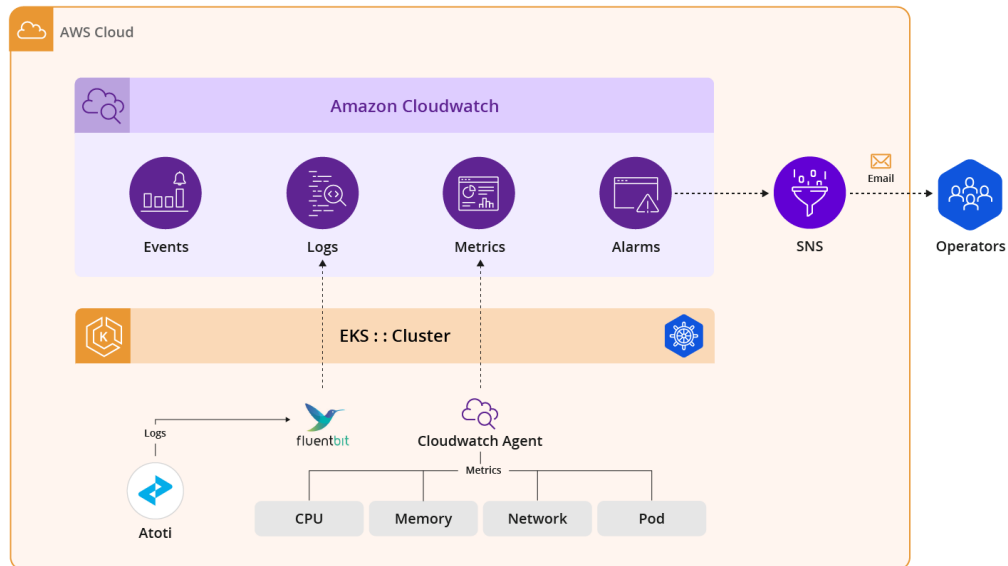 AWS Cloud
Amazon Cloudwatch
Email
Events
Logs
Metrics
Alarms
SNS
Operators
EKS : : Cluster
K
Logs
fluentbit
Cloudwatch Agent
Metrics
Atoti
CPU
Memory
Network
Pod